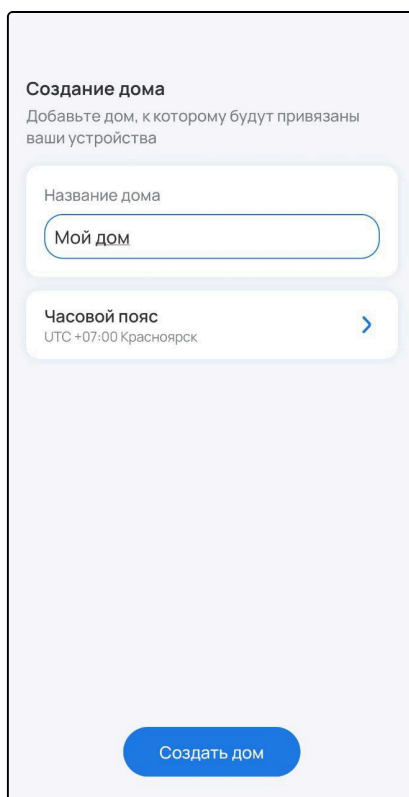 Создание дома
Добавьте дом, к которому будут привязаны
ваши устройства
Название дома
Мой дом
Часовой пояс
UTC +07:00 Красноярск
Создать дом